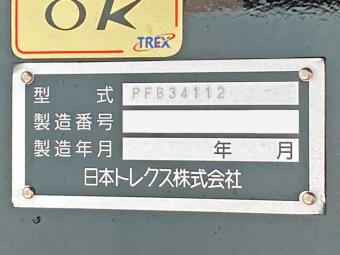 OK
TREX
型式 PFB34112
製造番号
製造年月 年 月
日本トレクス株式会社